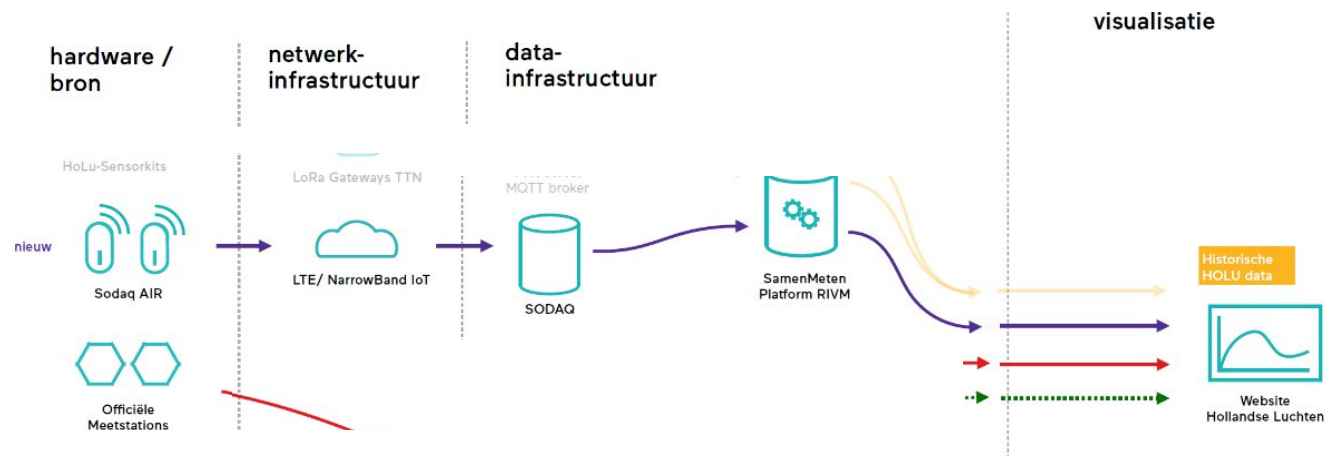 visualisatie
hardware /
bron
netwerk-
infrastructuur
data-
infrastructuur
HoLu-Sensorkits
LoRa Gateways TTN
MQTT broker
nieuw
Sodaq AIR
LTE/ NarrowBand IoT
SODAQ
SamenMeten
Platform RIVM
Historische
HOLU data
Officiële
Meetstations
Website
Hollandse Luchten